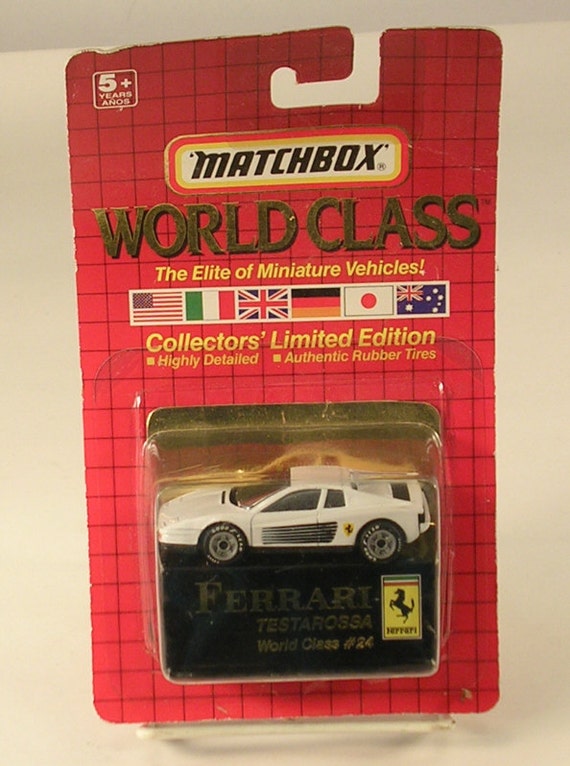 5+
YEARS
AÑOS
MATCHBOX®
WORLD CLASS™
The Elite of Miniature Vehicles!
Collectors' Limited Edition
▪ Highly Detailed ▪ Authentic Rubber Tires
FERRARI
TESTAROSSA
World Class #24
Ferrari